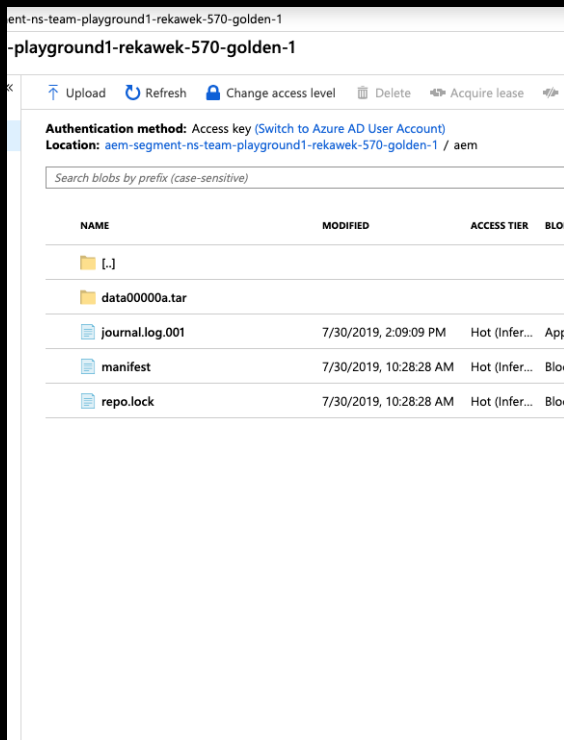 ent-ns-team-playground1-rekawek-570-golden-1
-playground1-rekawek-570-golden-1
« Upload Refresh Change access level Delete Acquire lease
Authentication method: Access key (Switch to Azure AD User Account)
Location: aem-segment-ns-team-playground1-rekawek-570-golden-1 / aem
Search blobs by prefix (case-sensitive)
NAME MODIFIED ACCESS TIER BLO
[..]
data00000a.tar
journal.log.001 7/30/2019, 2:09:09 PM Hot (Infer... App
manifest 7/30/2019, 10:28:28 AM Hot (Infer... Bloc
repo.lock 7/30/2019, 10:28:28 AM Hot (Infer... Bloc